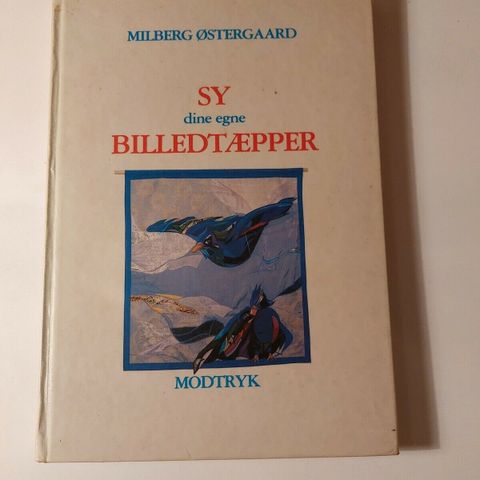 MILBERG ØSTERGAARD
SY
dine egne
BILLEDTÆPPER
MODTRYK